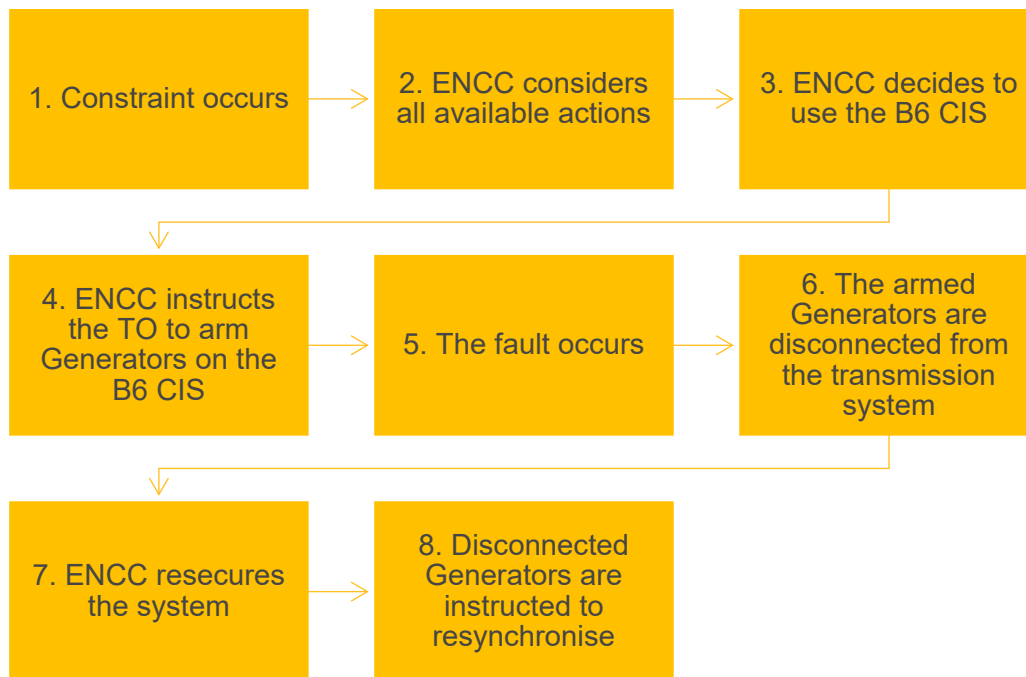 1. Constraint occurs
2. ENCC considers
all available actions
3. ENCC decides to
use the B6 CIS
4. ENCC instructs
the TO to arm
Generators on the
B6 CIS
5. The fault occurs
6. The armed
Generators are
disconnected from
the transmission
system
7. ENCC resecures
the system
8. Disconnected
Generators are
instructed to
resynchronise